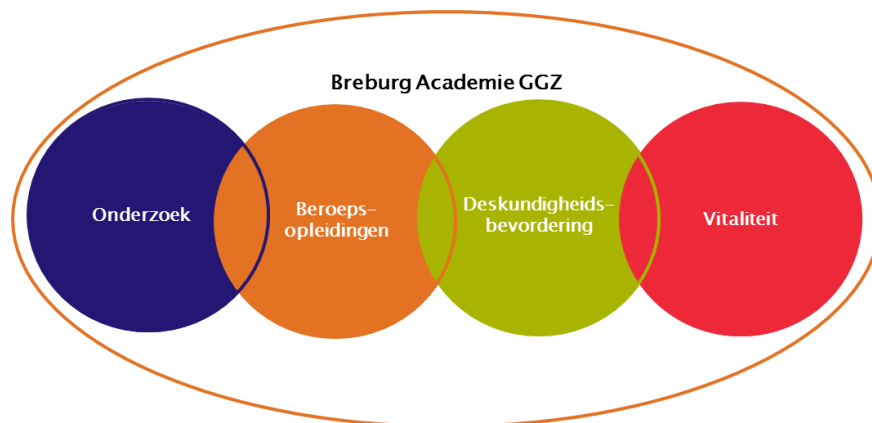 Breburg Academie GGZ
Onderzoek
Beroeps-
opleidingen
Deskundigheids-
bevordering
Vitaliteit